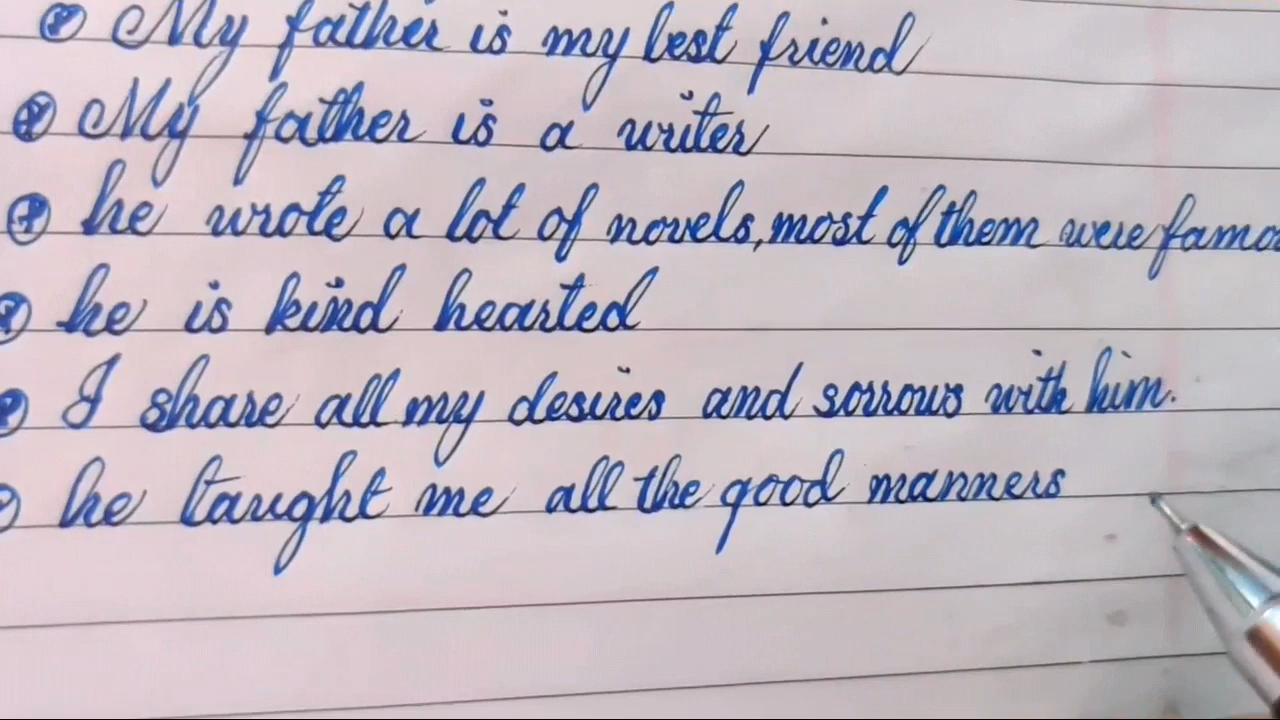 My father is my best friend
My father is a writer
he wrote a lot of novels, most of them were famo
he is kind hearted
I share all my desires and sorrows with him.
he taught me all the good manners